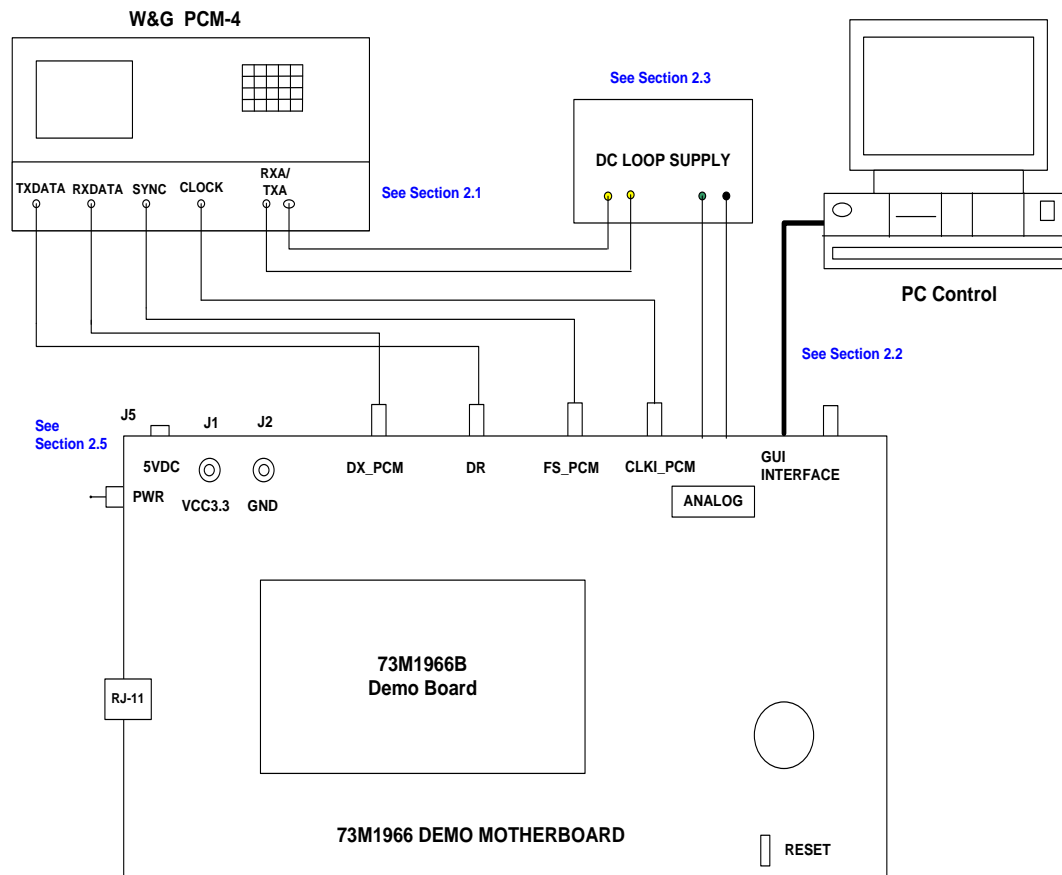 W&G PCM-4
TXDATA
RXDATA
SYNC
CLOCK
RXA/
TXA
See Section 2.1
See Section 2.3
DC LOOP SUPPLY
PC Control
See Section 2.2
See
Section 2.5
J5
J1
J2
5VDC
PWR
VCC3.3
GND
DX_PCM
DR
FS_PCM
CLKI_PCM
GUI
INTERFACE
ANALOG
73M1966B
Demo Board
RJ-11
73M1966 DEMO MOTHERBOARD
RESET